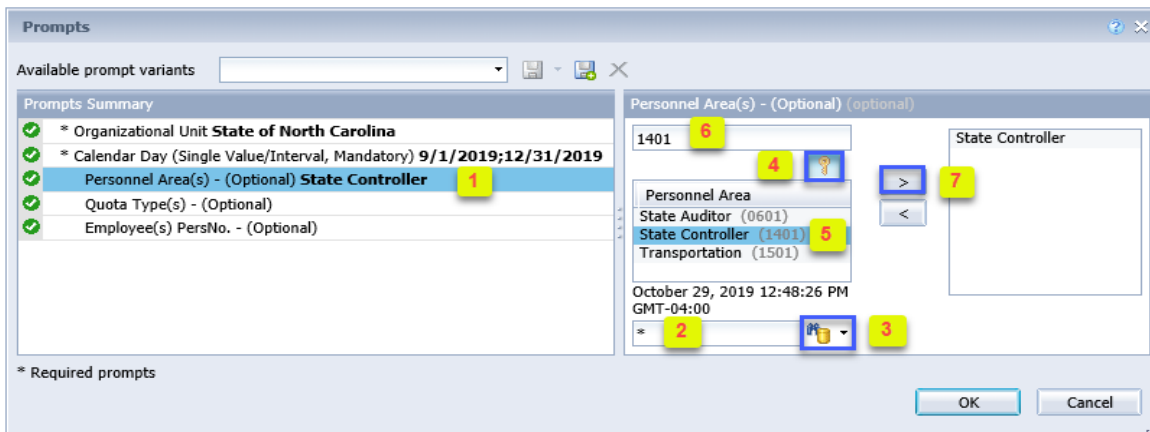 Prompts
Available prompt variants
Prompts Summary
* Organizational Unit State of North Carolina
* Calendar Day (Single Value/Interval, Mandatory) 9/1/2019;12/31/2019
Personnel Area(s) - (Optional) State Controller 1
Quota Type(s) - (Optional)
Employee(s) PersNo. - (Optional)
Personnel Area(s) - (Optional) (optional)
1401 6
4
Personnel Area
State Auditor (0601)
State Controller (1401) 5
Transportation (1501)
October 29, 2019 12:48:26 PM
GMT-04:00
* 2
3
> 7
<
State Controller
* Required prompts
OK Cancel